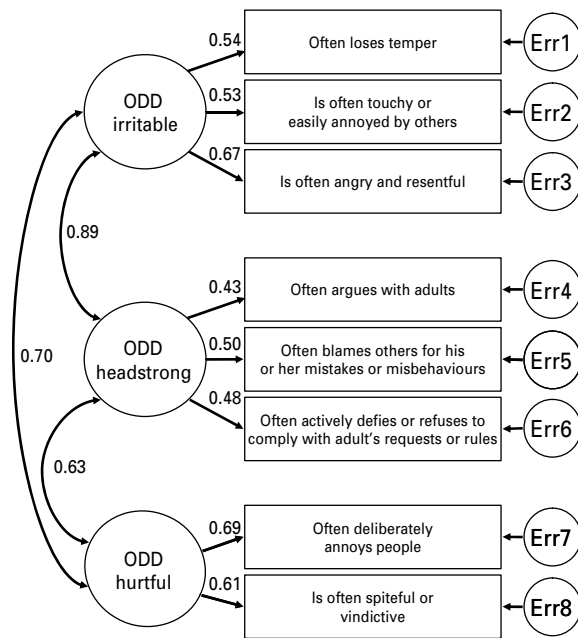 0.54
Often loses temper
Err1
ODD
irritable
0.53
Is often touchy or
easily annoyed by others
Err2
0.67
Is often angry and resentful
Err3
0.89
0.43
Often argues with adults
Err4
ODD
headstrong
0.50
Often blames others for his
or her mistakes or misbehaviours
Err5
0.70
0.48
Often actively defies or refuses to
comply with adult's requests or rules
Err6
0.63
0.69
Often deliberately
annoys people
Err7
ODD
hurtful
0.61
Is often spiteful or
vindictive
Err8